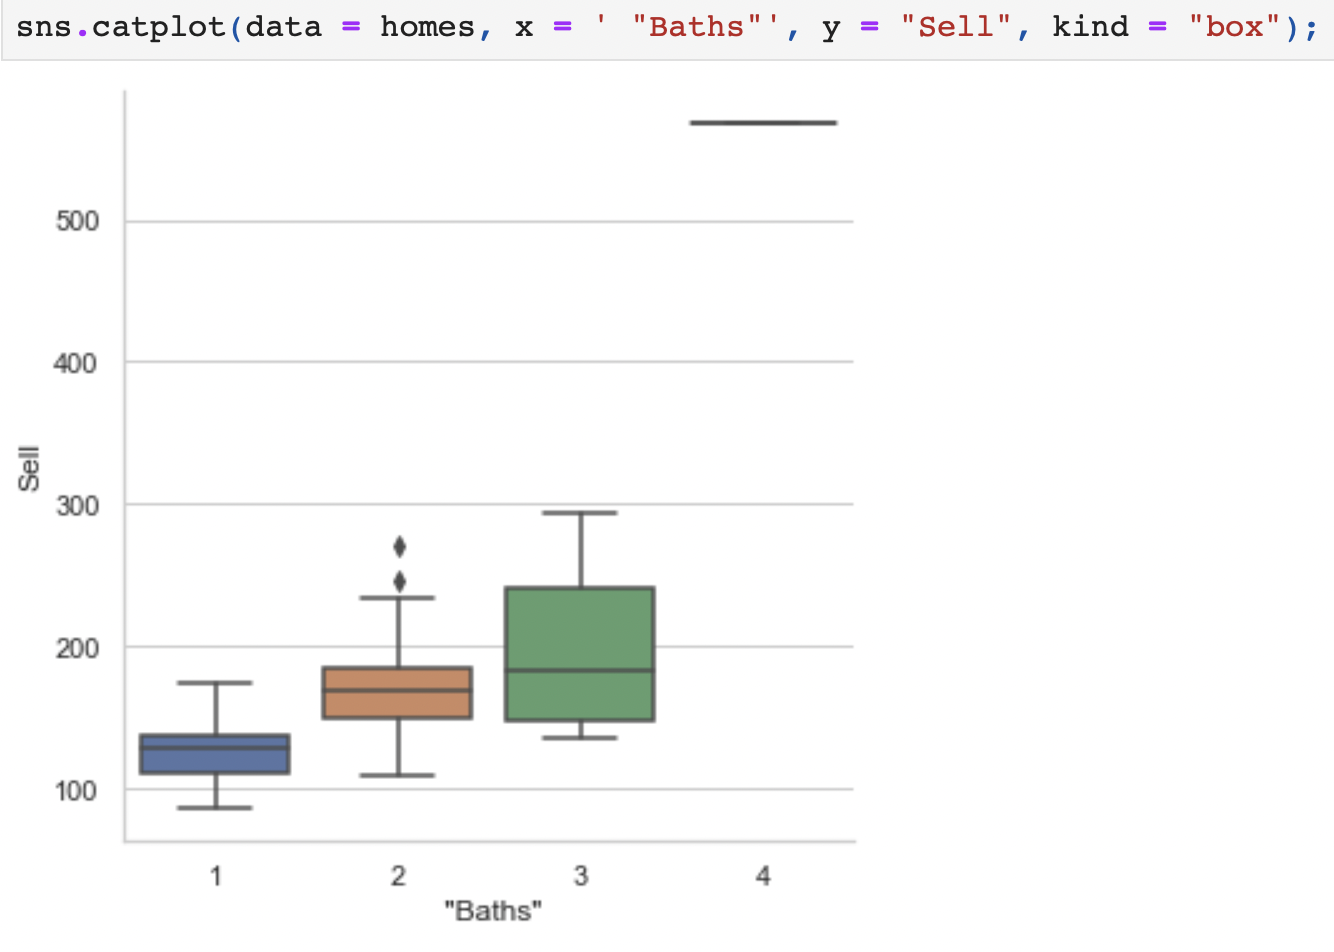 sns.catplot(data = homes, x = ' "Baths"', y = "Sell", kind = "box");
500
400
Sell
300
200
100
1 2 3 4
"Baths"